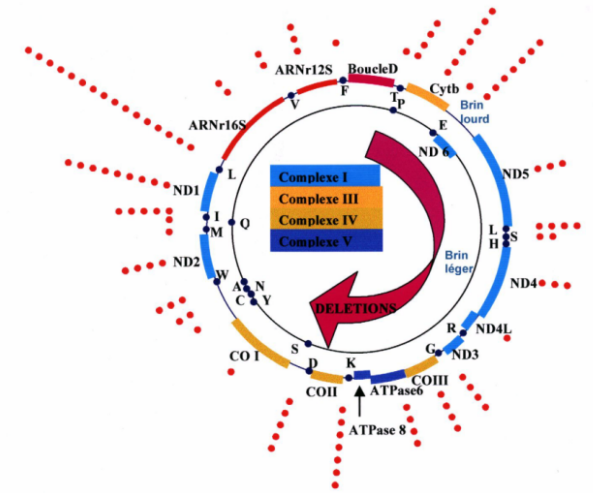 ARNr12S
BoucleD
F
T
P
Cytb
V
Brin
lourd
ARNr16S
E
ND 6
ND5
L
Complexe I
Complexe III
Complexe IV
Complexe V
ND1
I
M
Q
L
S
H
Brin
léger
ND2
W
A
N
C
Y
DELETIONS
ND4
R
ND4L
CO I
S
G
ND3
D
K
COIII
COII
ATPase6
ATPase 8